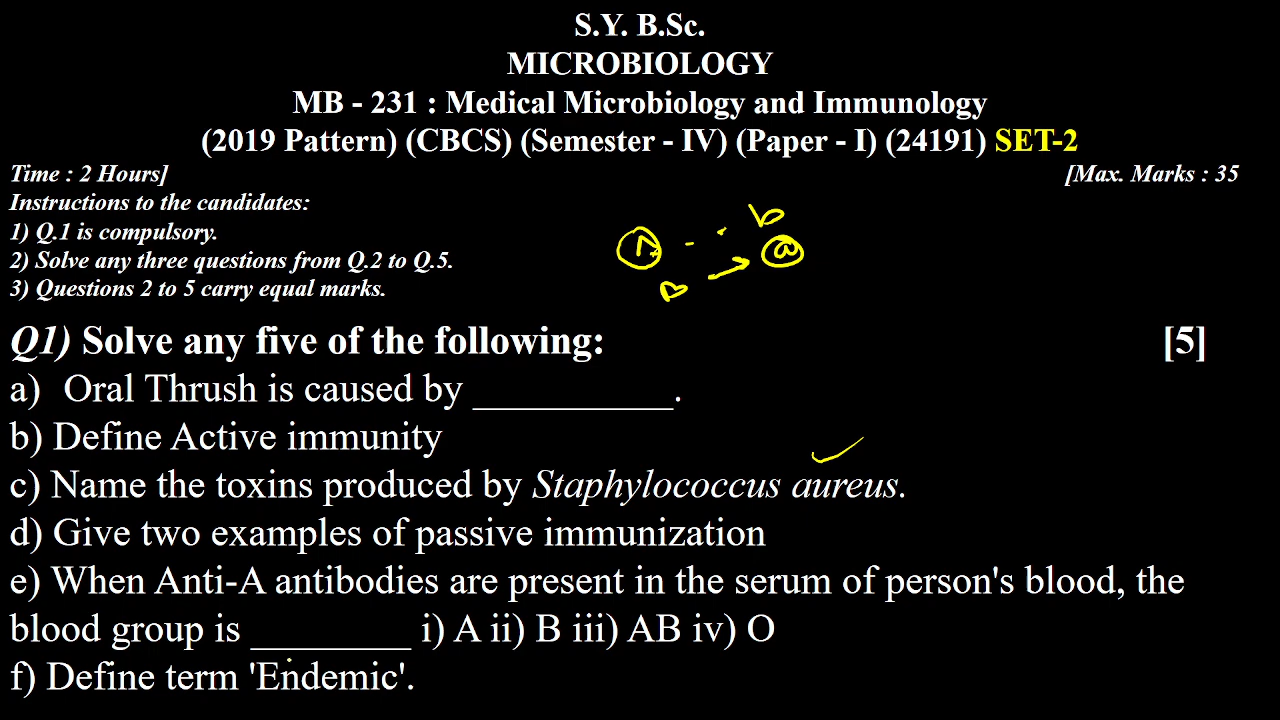 S.Y. B.Sc.
MICROBIOLOGY
MB - 231 : Medical Microbiology and Immunology
(2019 Pattern) (CBCS) (Semester - IV) (Paper - I) (24191) SET-2
Time : 2 Hours] [Max. Marks : 35
Instructions to the candidates:
1) Q.1 is compulsory.
2) Solve any three questions from Q.2 to Q.5.
3) Questions 2 to 5 carry equal marks.
b
A a
Q1) Solve any five of the following: [5]
a) Oral Thrush is caused by __________.
b) Define Active immunity
c) Name the toxins produced by Staphylococcus aureus.
d) Give two examples of passive immunization
e) When Anti-A antibodies are present in the serum of person's blood, the
blood group is ________ i) A ii) B iii) AB iv) O
f) Define term 'Endemic'.